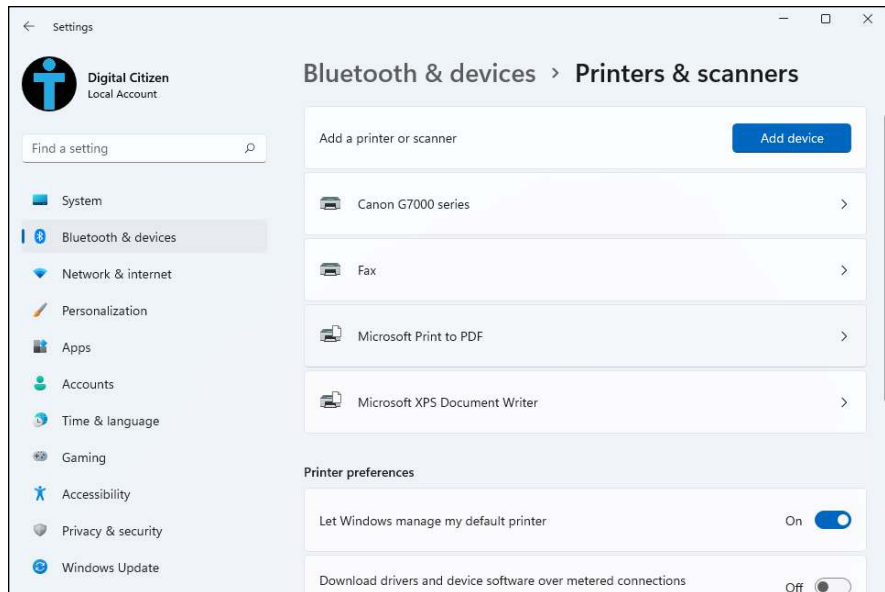 Settings
Digital Citizen
Local Account
Find a setting
System
Bluetooth & devices
Network & internet
Personalization
Apps
Accounts
Time & language
Gaming
Accessibility
Privacy & security
Windows Update
Bluetooth & devices > Printers & scanners
Add a printer or scanner
Add device
Canon G7000 series
Fax
Microsoft Print to PDF
Microsoft XPS Document Writer
Printer preferences
Let Windows manage my default printer
On
Download drivers and device software over metered connections
Off